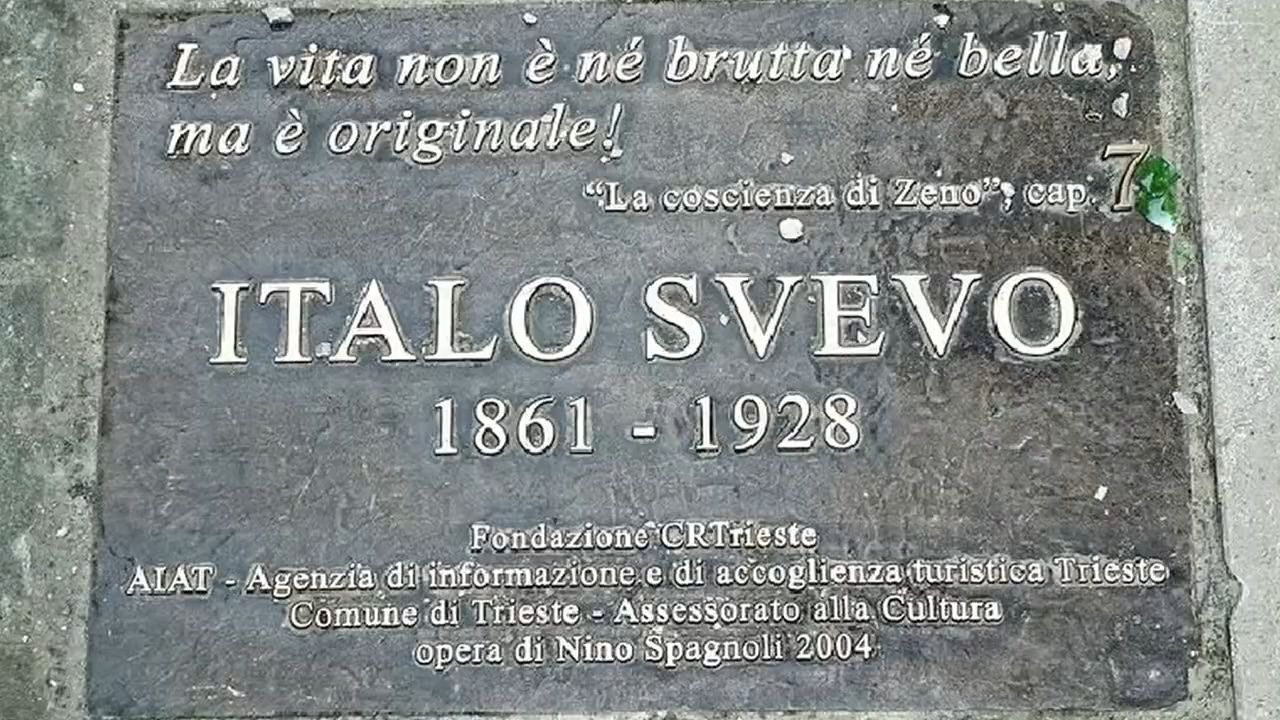 La vita non è né brutta né bella,
ma è originale!
“La coscienza di Zeno”, cap. 7
ITALO SVEVO
1861 - 1928
Fondazione CRTrieste
AIAT - Agenzia di informazione e di accoglienza turistica Trieste
Comune di Trieste - Assessorato alla Cultura
opera di Nino Spagnoli 2004